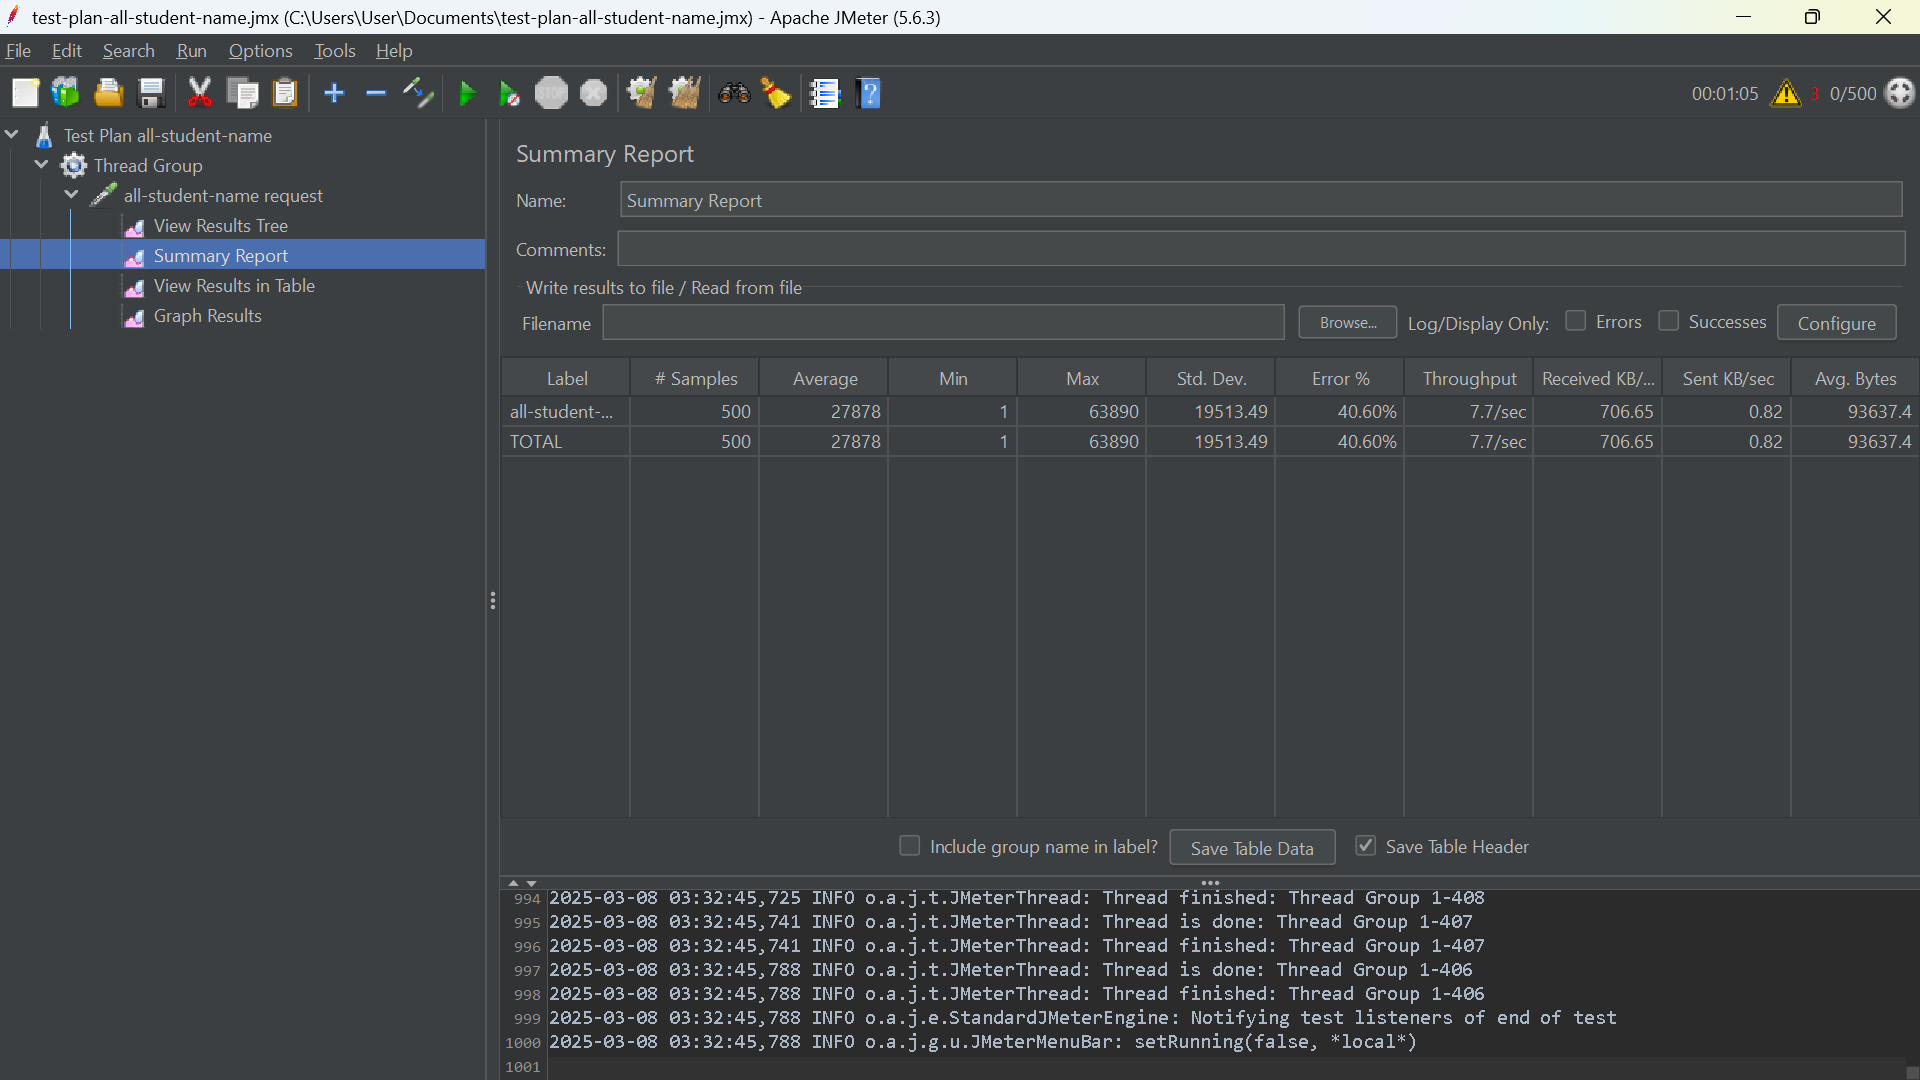 test-plan-all-student-name.jmx (C:\Users\User\Documents\test-plan-all-student-name.jmx) - Apache JMeter (5.6.3)
File Edit Search Run Options Tools Help
STOP
00:01:05 3 0/500
Test Plan all-student-name
Thread Group
all-student-name request
View Results Tree
Summary Report
View Results in Table
Graph Results
Summary Report
Name: Summary Report
Comments:
Write results to file / Read from file
Filename Browse... Log/Display Only: Errors Successes Configure
Label # Samples Average Min Max Std. Dev. Error % Throughput Received KB/... Sent KB/sec Avg. Bytes
all-student-... 500 27878 1 63890 19513.49 40.60% 7.7/sec 706.65 0.82 93637.4
TOTAL 500 27878 1 63890 19513.49 40.60% 7.7/sec 706.65 0.82 93637.4
Include group name in label? Save Table Data Save Table Header
994 2025-03-08 03:32:45,725 INFO o.a.j.t.JMeterThread: Thread finished: Thread Group 1-408
995 2025-03-08 03:32:45,741 INFO o.a.j.t.JMeterThread: Thread is done: Thread Group 1-407
996 2025-03-08 03:32:45,741 INFO o.a.j.t.JMeterThread: Thread finished: Thread Group 1-407
997 2025-03-08 03:32:45,788 INFO o.a.j.t.JMeterThread: Thread is done: Thread Group 1-406
998 2025-03-08 03:32:45,788 INFO o.a.j.t.JMeterThread: Thread finished: Thread Group 1-406
999 2025-03-08 03:32:45,788 INFO o.a.j.e.StandardJMeterEngine: Notifying test listeners of end of test
1000 2025-03-08 03:32:45,788 INFO o.a.j.g.u.JMeterMenuBar: setRunning(false, *local*)
1001